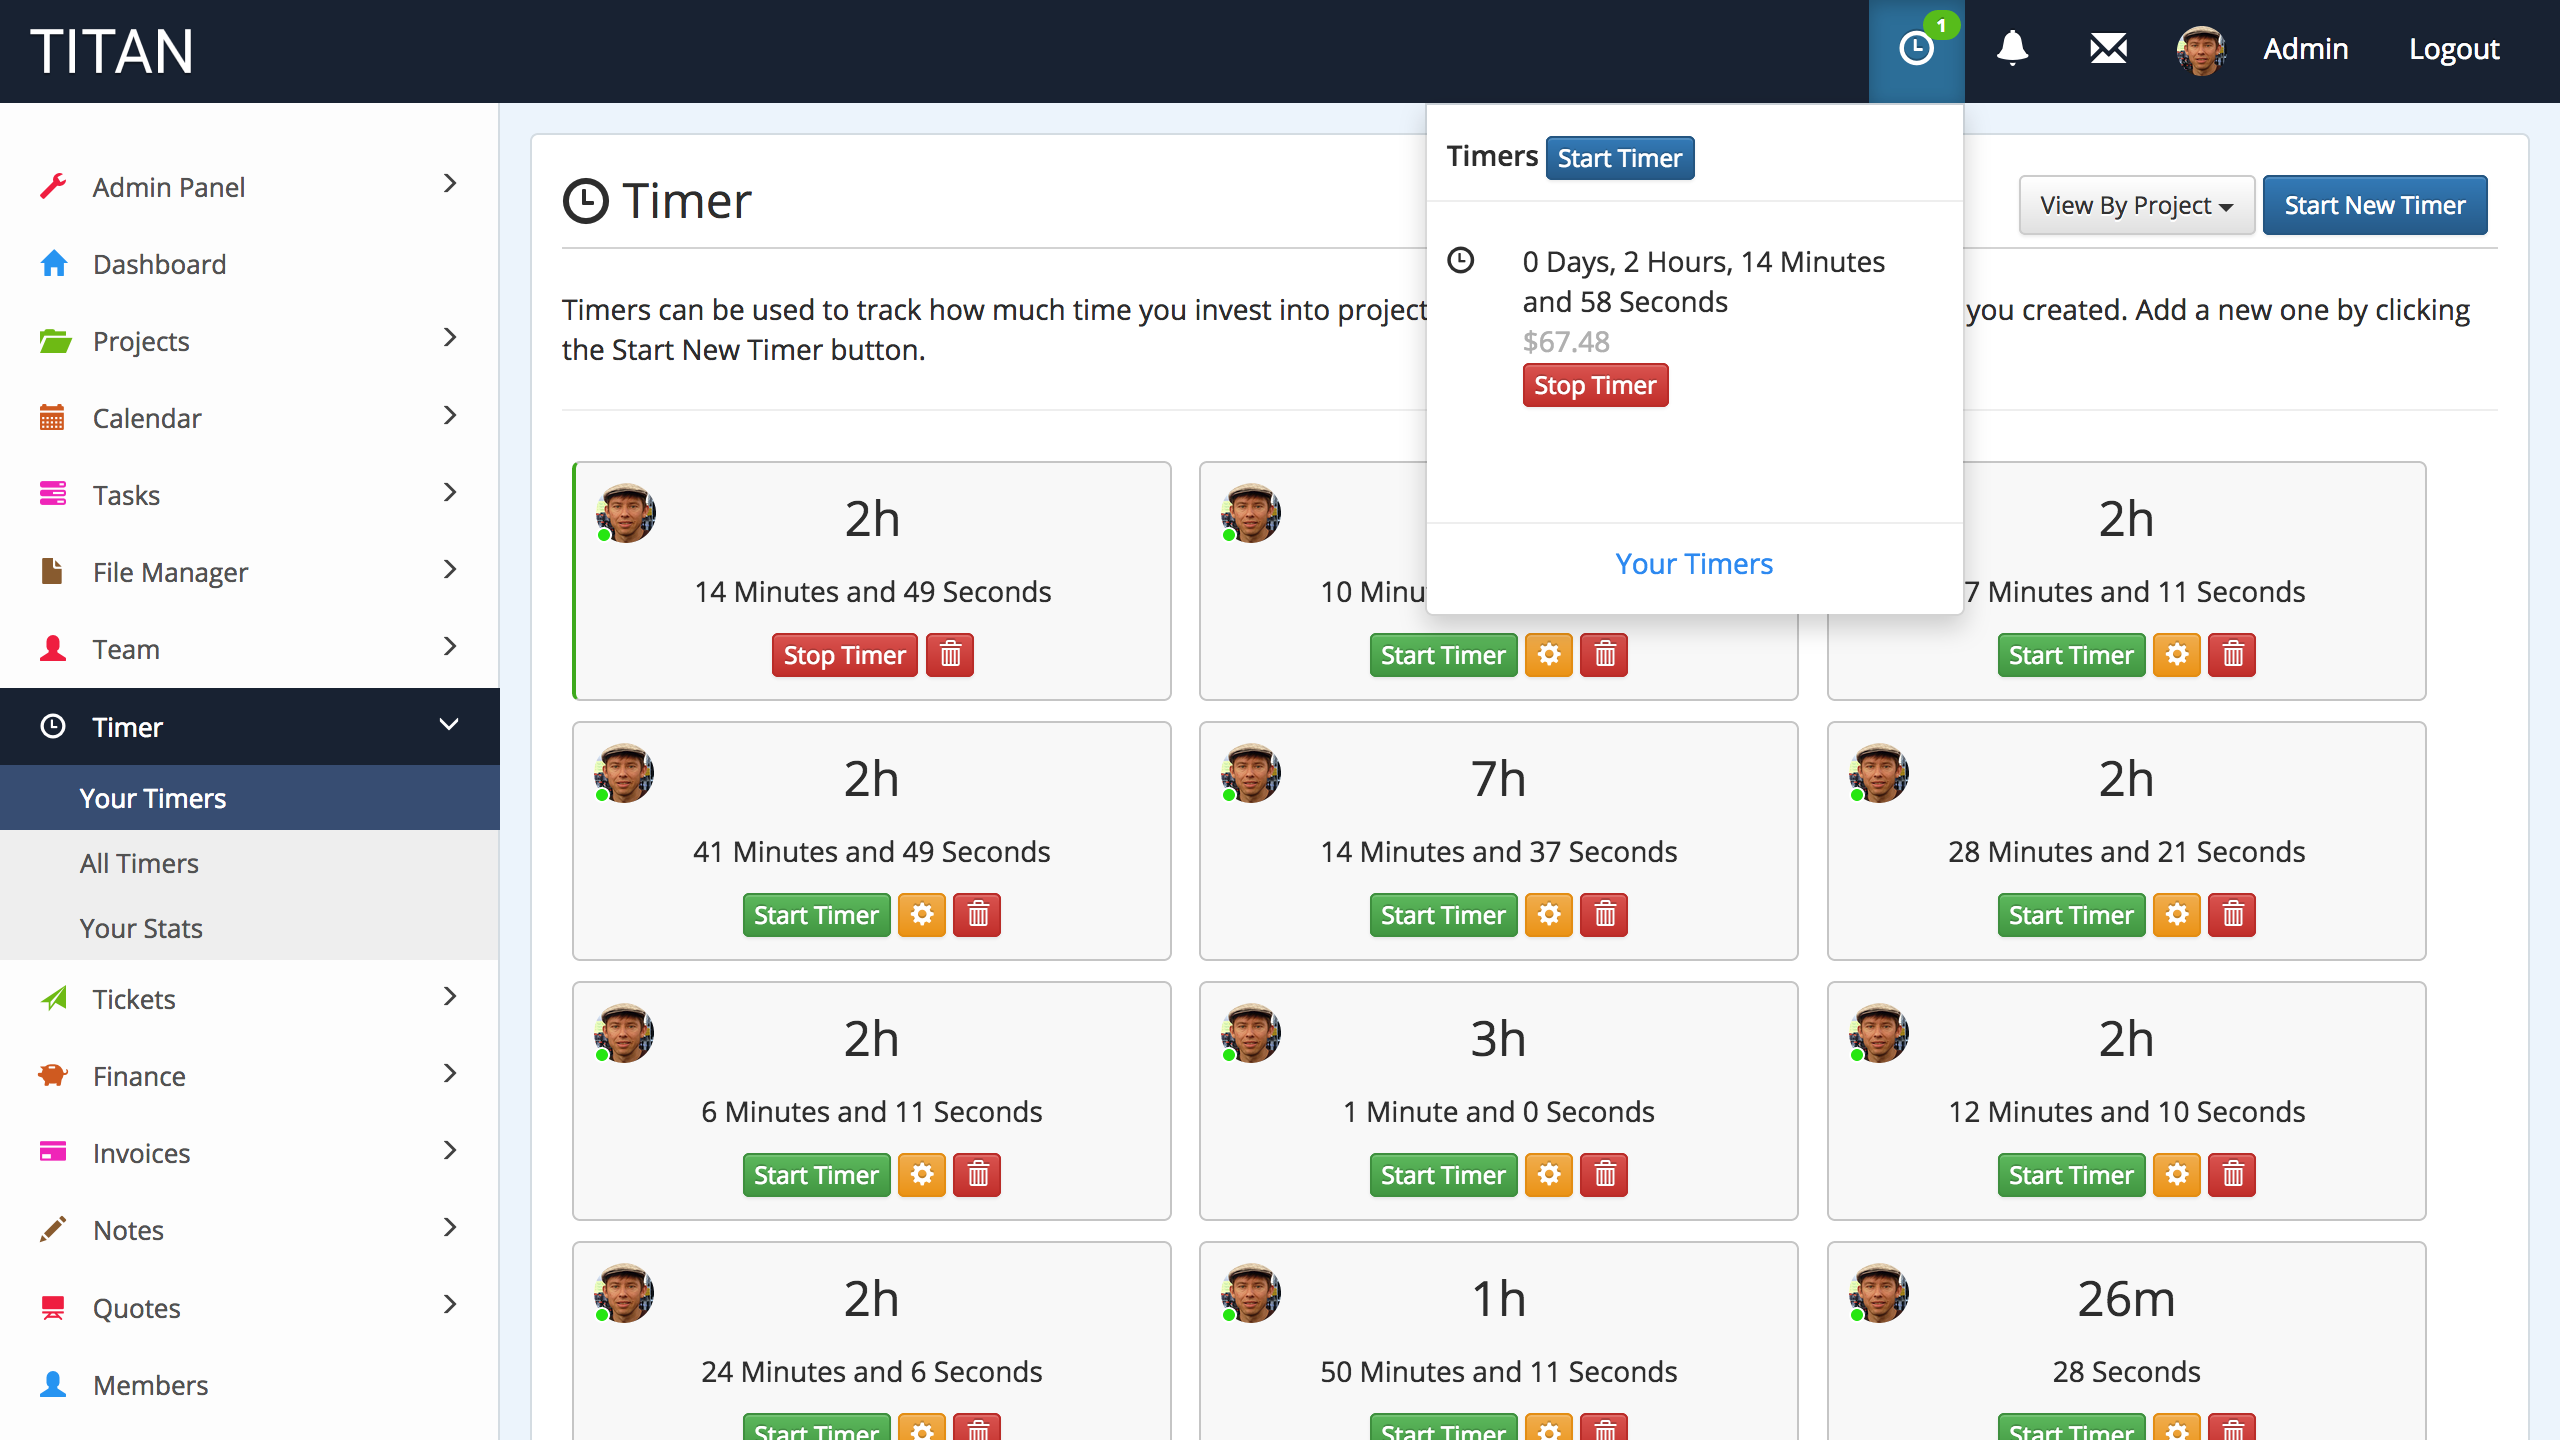 TITAN
1
Admin
Logout
Admin Panel
Dashboard
Projects
Calendar
Tasks
File Manager
Team
Timer
Your Timers
All Timers
Your Stats
Tickets
Finance
Invoices
Notes
Quotes
Members
Timer
View By Project
Start New Timer
Timers can be used to track how much time you invest into project
you created. Add a new one by clicking
the Start New Timer button.
Timers
Start Timer
0 Days, 2 Hours, 14 Minutes
and 58 Seconds
$67.48
Stop Timer
Your Timers
2h
14 Minutes and 49 Seconds
Stop Timer
10
Start Timer
2h
7 Minutes and 11 Seconds
Start Timer
2h
41 Minutes and 49 Seconds
Start Timer
7h
14 Minutes and 37 Seconds
Start Timer
2h
28 Minutes and 21 Seconds
Start Timer
2h
6 Minutes and 11 Seconds
Start Timer
3h
1 Minute and 0 Seconds
Start Timer
2h
12 Minutes and 10 Seconds
Start Timer
2h
24 Minutes and 6 Seconds
Start Timer
1h
50 Minutes and 11 Seconds
Start Timer
26m
28 Seconds
Start Timer